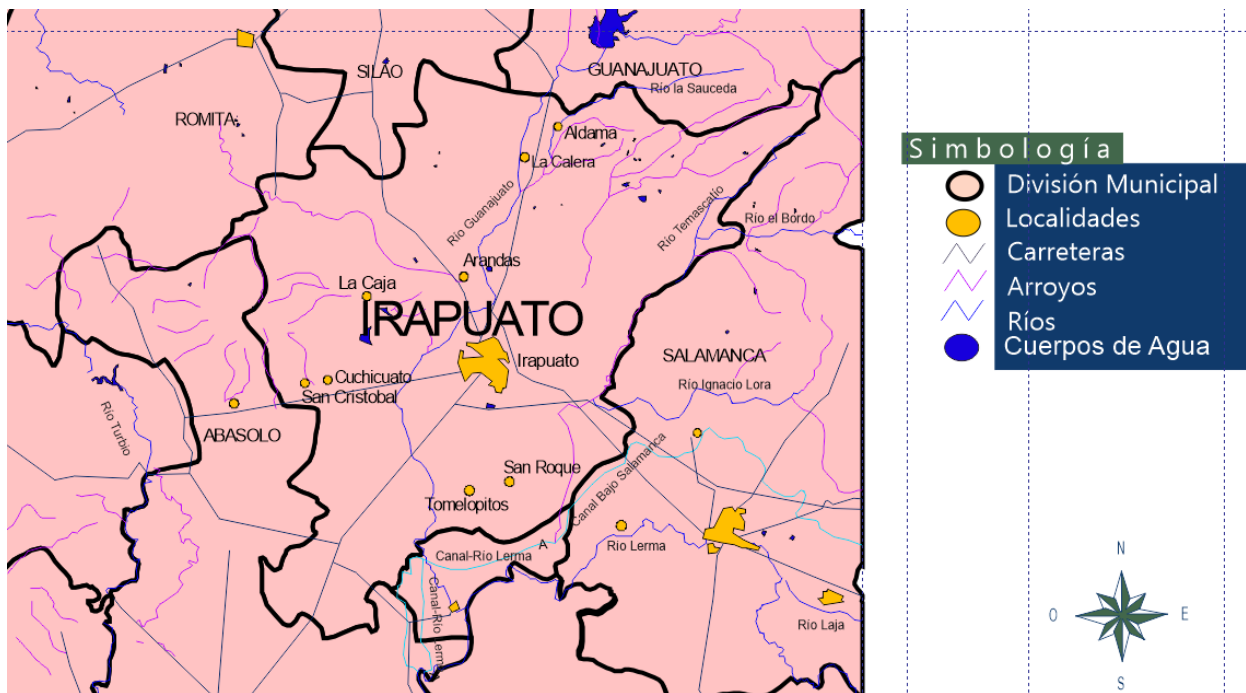 SILAO
GUANAJUATO
Río la Sauceda
ROMITA
Aldama
La Calera
Río Guanajuato
Río Temascatío
Río el Bordo
Arandas
La Caja
IRAPUATO
Irapuato
SALAMANCA
Río Ignacio Lora
Cuchicuato
San Cristobal
Río Turbio
ABASOLO
San Roque
Tomelopitos
Canal Bajo Salamanca
Canal-Río Lerma
A
Río Lerma
Canal-Río Lerma
Río Laja
Simbología
División Municipal
Localidades
Carreteras
Arroyos
Ríos
Cuerpos de Agua
N
O
E
S